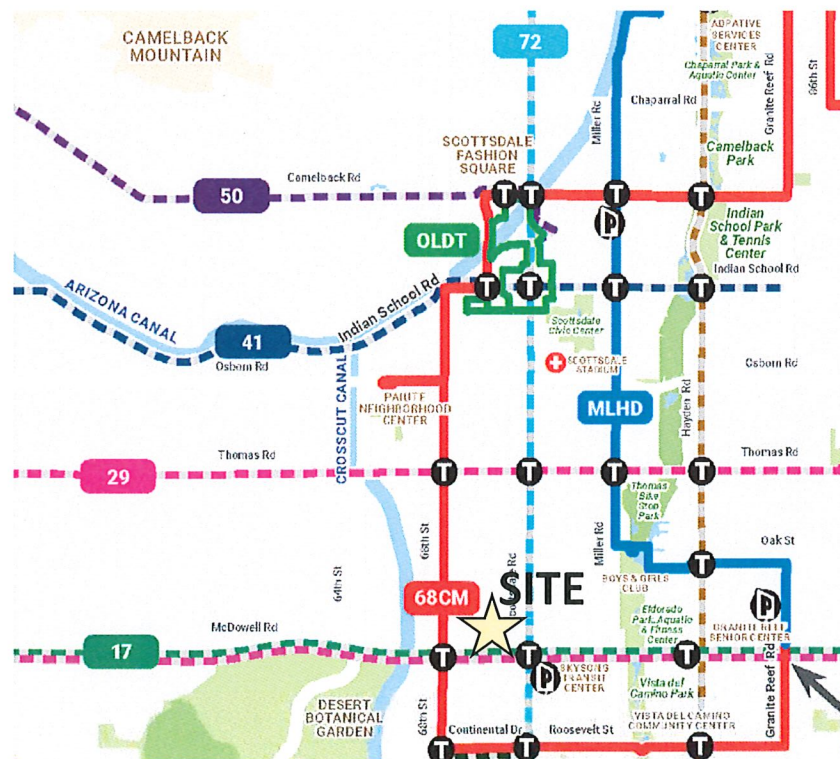 CAMELBACK
MOUNTAIN
72
ADAPTIVE
SERVICES
CENTER
Chaparral Park &
Aquatic Center
Granite Reef Rd
86th St
Miller Rd
Chaparral Rd
SCOTTSDALE
FASHION
SQUARE
Camelback
Park
Camelback Rd
50
T
T
T
T
P
OLDT
Indian
School Park
& Tennis
Center
Indian School Rd
ARIZONA CANAL
Indian School Rd
T
T
T
T
41
Osborn Rd
Scottsdale
Civic Center
SCOTTSDALE
STADIUM
Osborn Rd
CROSSCUT CANAL
PAIUTE
NEIGHBORHOOD
CENTER
MLHD
Hayden Rd
Thomas Rd
Thomas Rd
29
T
T
T
T
Thomas
Bike
Stop
Park
68th St
Miller Rd
Oak St
T
64th St
BOYS & GIRLS
CLUB
68CM
SITE
P
McDowell Rd
Eldorado
Park, Aquatic
& Fitness
Center
GRANITE REEF
SENIOR CENTER
17
T
T
T
P
SKYSONG
TRANSIT
CENTER
Vista del
Camino Park
Granite Reef Rd
DESERT
BOTANICAL
GARDEN
68th St
Continental Dr
Roosevelt St
VISTA DEL CAMINO
COMMUNITY CENTER
T
T
T